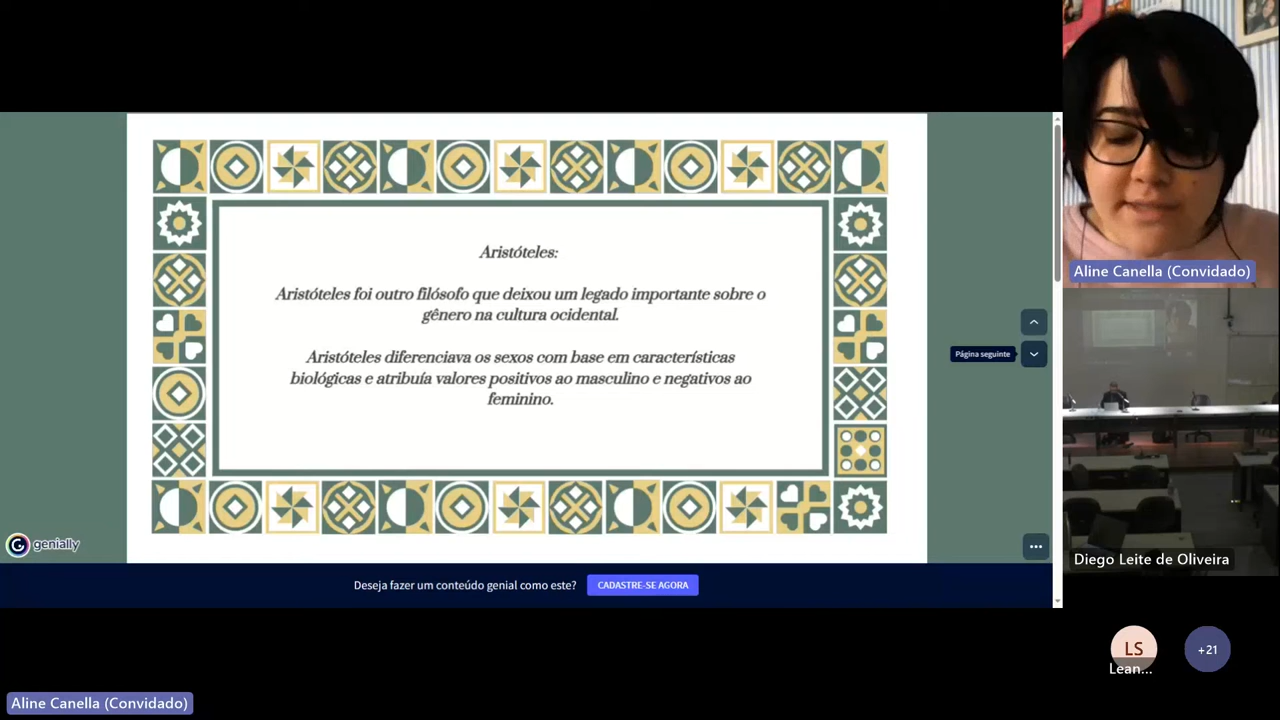 Aristóteles:
Aristóteles foi outro filósofo que deixou um legado importante sobre o
gênero na cultura ocidental.
Aristóteles diferenciava os sexos com base em características
biológicas e atribuía valores positivos ao masculino e negativos ao
feminino.
Página seguinte
genially
Deseja fazer um conteúdo genial como este?
CADASTRE-SE AGORA
Aline Canella (Convidado)
Diego Leite de Oliveira
LS
Lean...
+21
Aline Canella (Convidado)